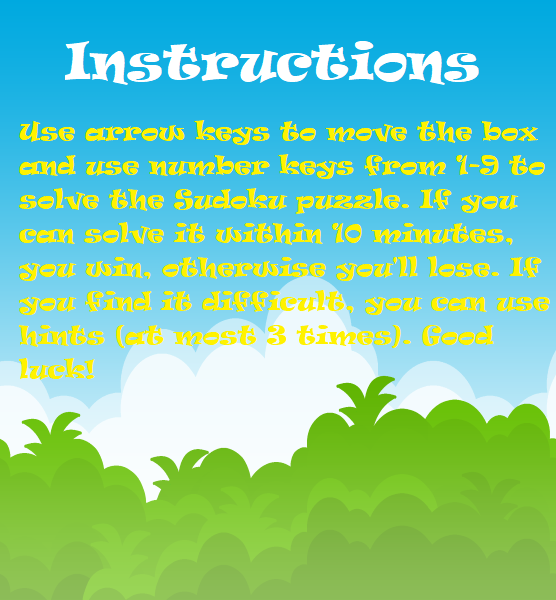 Instructions
Use arrow keys to move the box
and use number keys from 1-9 to
solve the Sudoku puzzle. If you
can solve it within 10 minutes,
you win, otherwise you'll lose. If
you find it difficult, you can use
hints (at most 3 times). Good
luck!